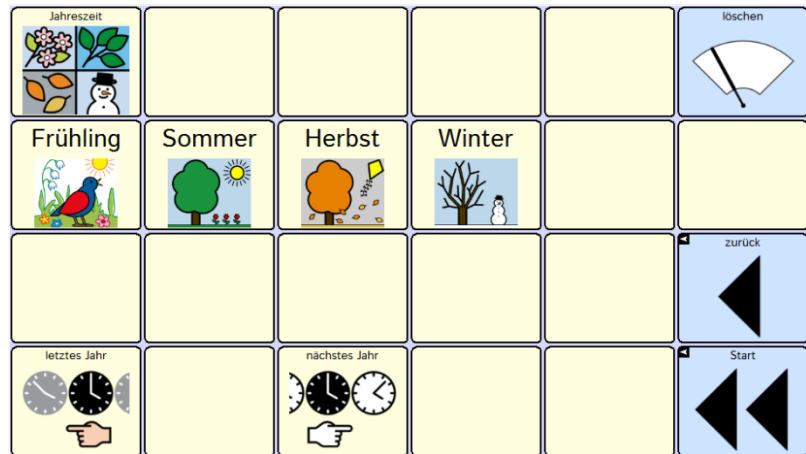 Jahreszeit
löschen
Frühling
Sommer
Herbst
Winter
zurück
letztes Jahr
nächstes Jahr
Start